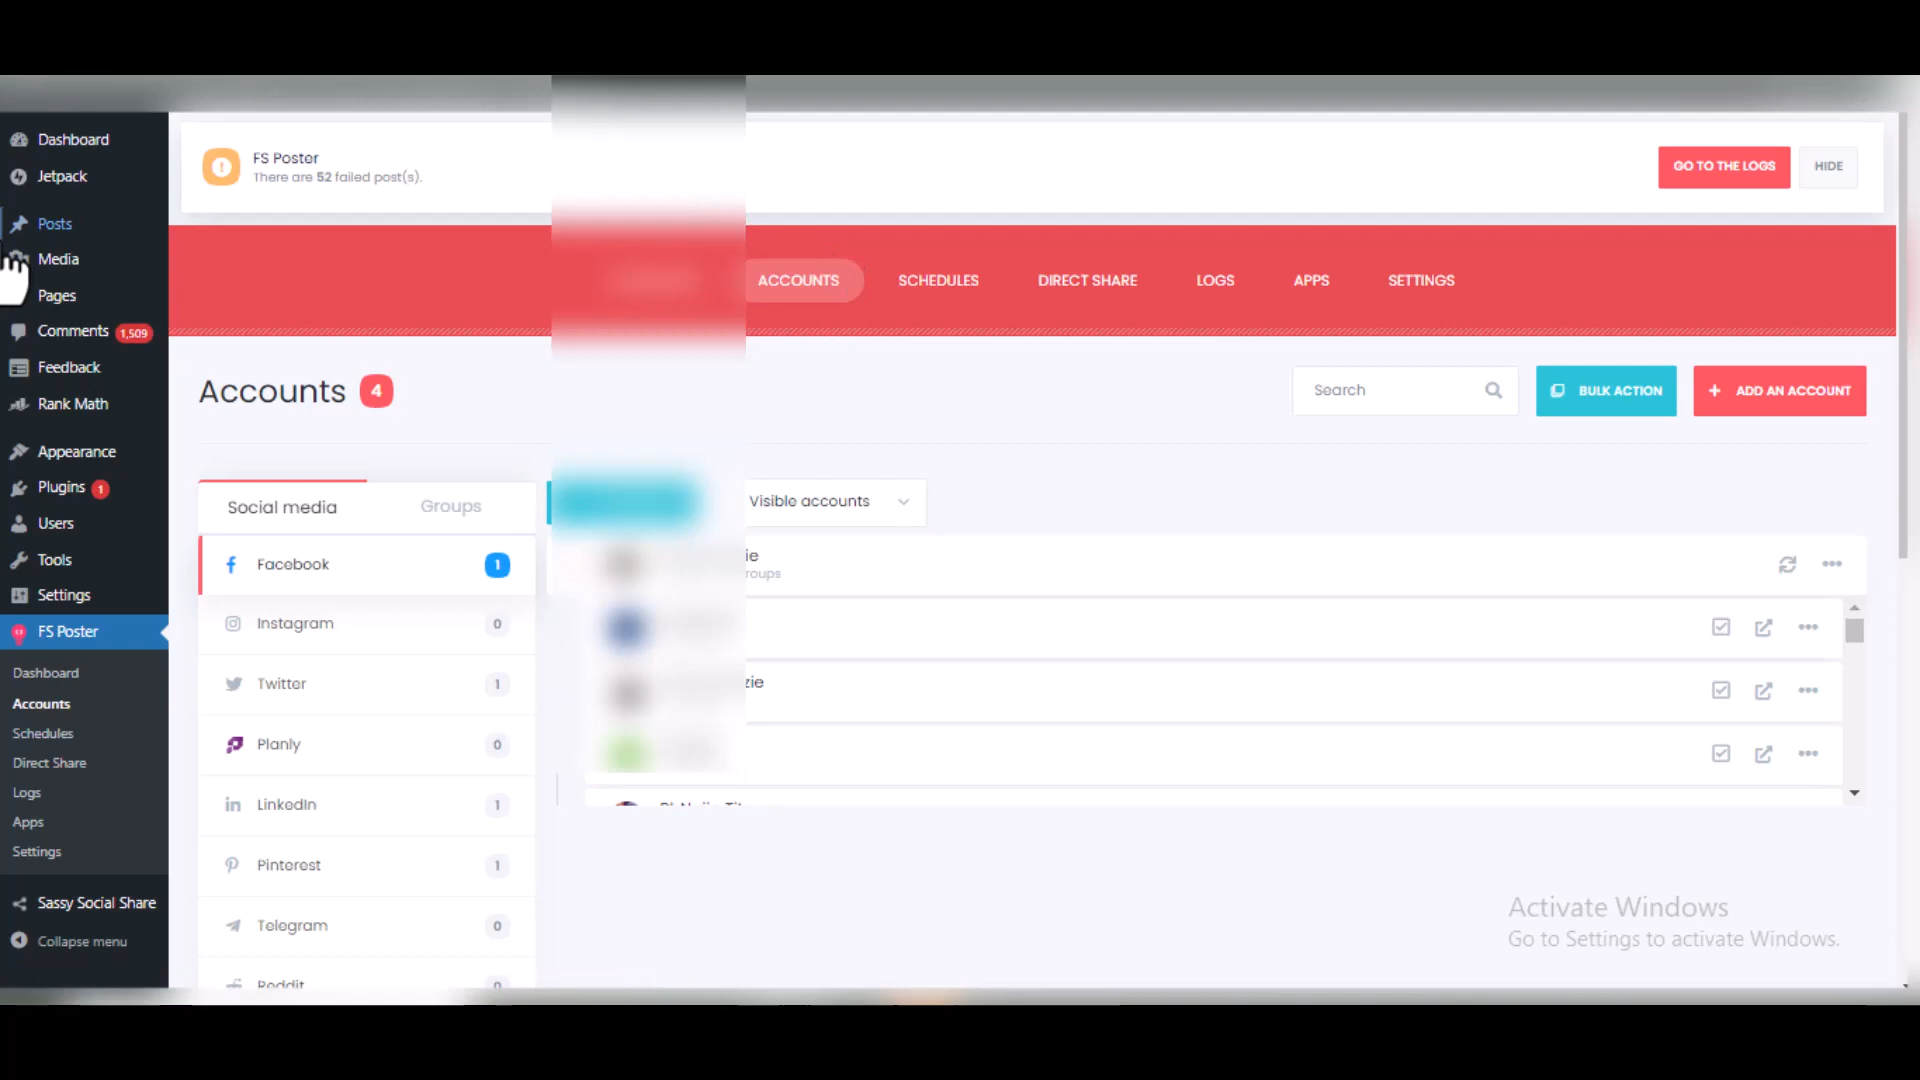 Dashboard
Jetpack
Posts
Media
Pages
Comments 1,509
Feedback
Rank Math
Appearance
Plugins 1
Users
Tools
Settings
FS Poster
Dashboard
Accounts
Schedules
Direct Share
Logs
Apps
Settings
Sassy Social Share
Collapse menu
FS Poster
There are 52 failed post(s).
GO TO THE LOGS
HIDE
ACCOUNTS
SCHEDULES
DIRECT SHARE
LOGS
APPS
SETTINGS
Accounts 4
Search
BULK ACTION
+ ADD AN ACCOUNT
Social media
Groups
Facebook 1
Instagram 0
Twitter 1
Planly 0
LinkedIn 1
Pinterest 1
Telegram 0
Reddit 0
Visible accounts
Activate Windows
Go to Settings to activate Windows.